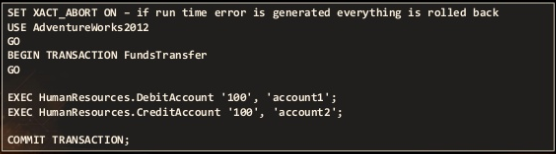 SET XACT_ABORT ON – if run time error is generated everything is rolled back
USE AdventureWorks2012
GO
BEGIN TRANSACTION FundsTransfer
GO
EXEC HumanResources.DebitAccount '100', 'account1';
EXEC HumanResources.CreditAccount '100', 'account2';
COMMIT TRANSACTION;